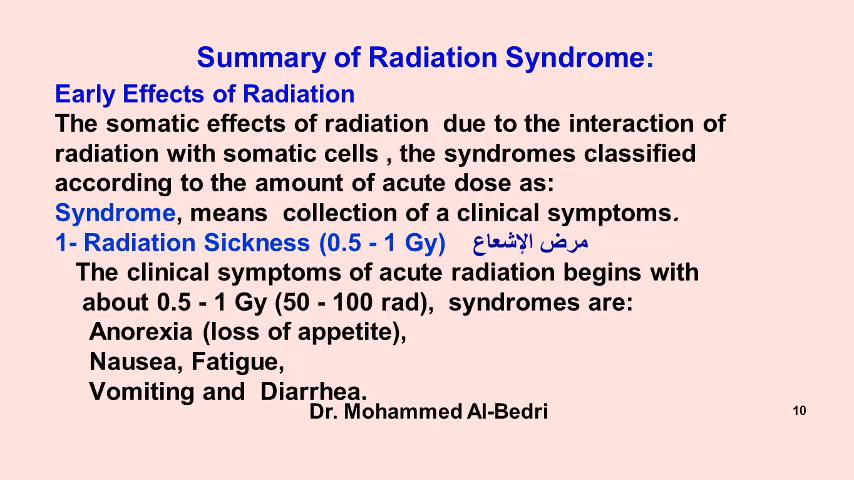 Summary of Radiation Syndrome:
Early Effects of Radiation
The somatic effects of radiation due to the interaction of
radiation with somatic cells , the syndromes classified
according to the amount of acute dose as:
Syndrome, means collection of a clinical symptoms.
1- Radiation Sickness (0.5 - 1 Gy) مرض الإشعاع
The clinical symptoms of acute radiation begins with
about 0.5 - 1 Gy (50 - 100 rad), syndromes are:
Anorexia (loss of appetite),
Nausea, Fatigue,
Vomiting and Diarrhea.
Dr. Mohammed Al-Bedri
10